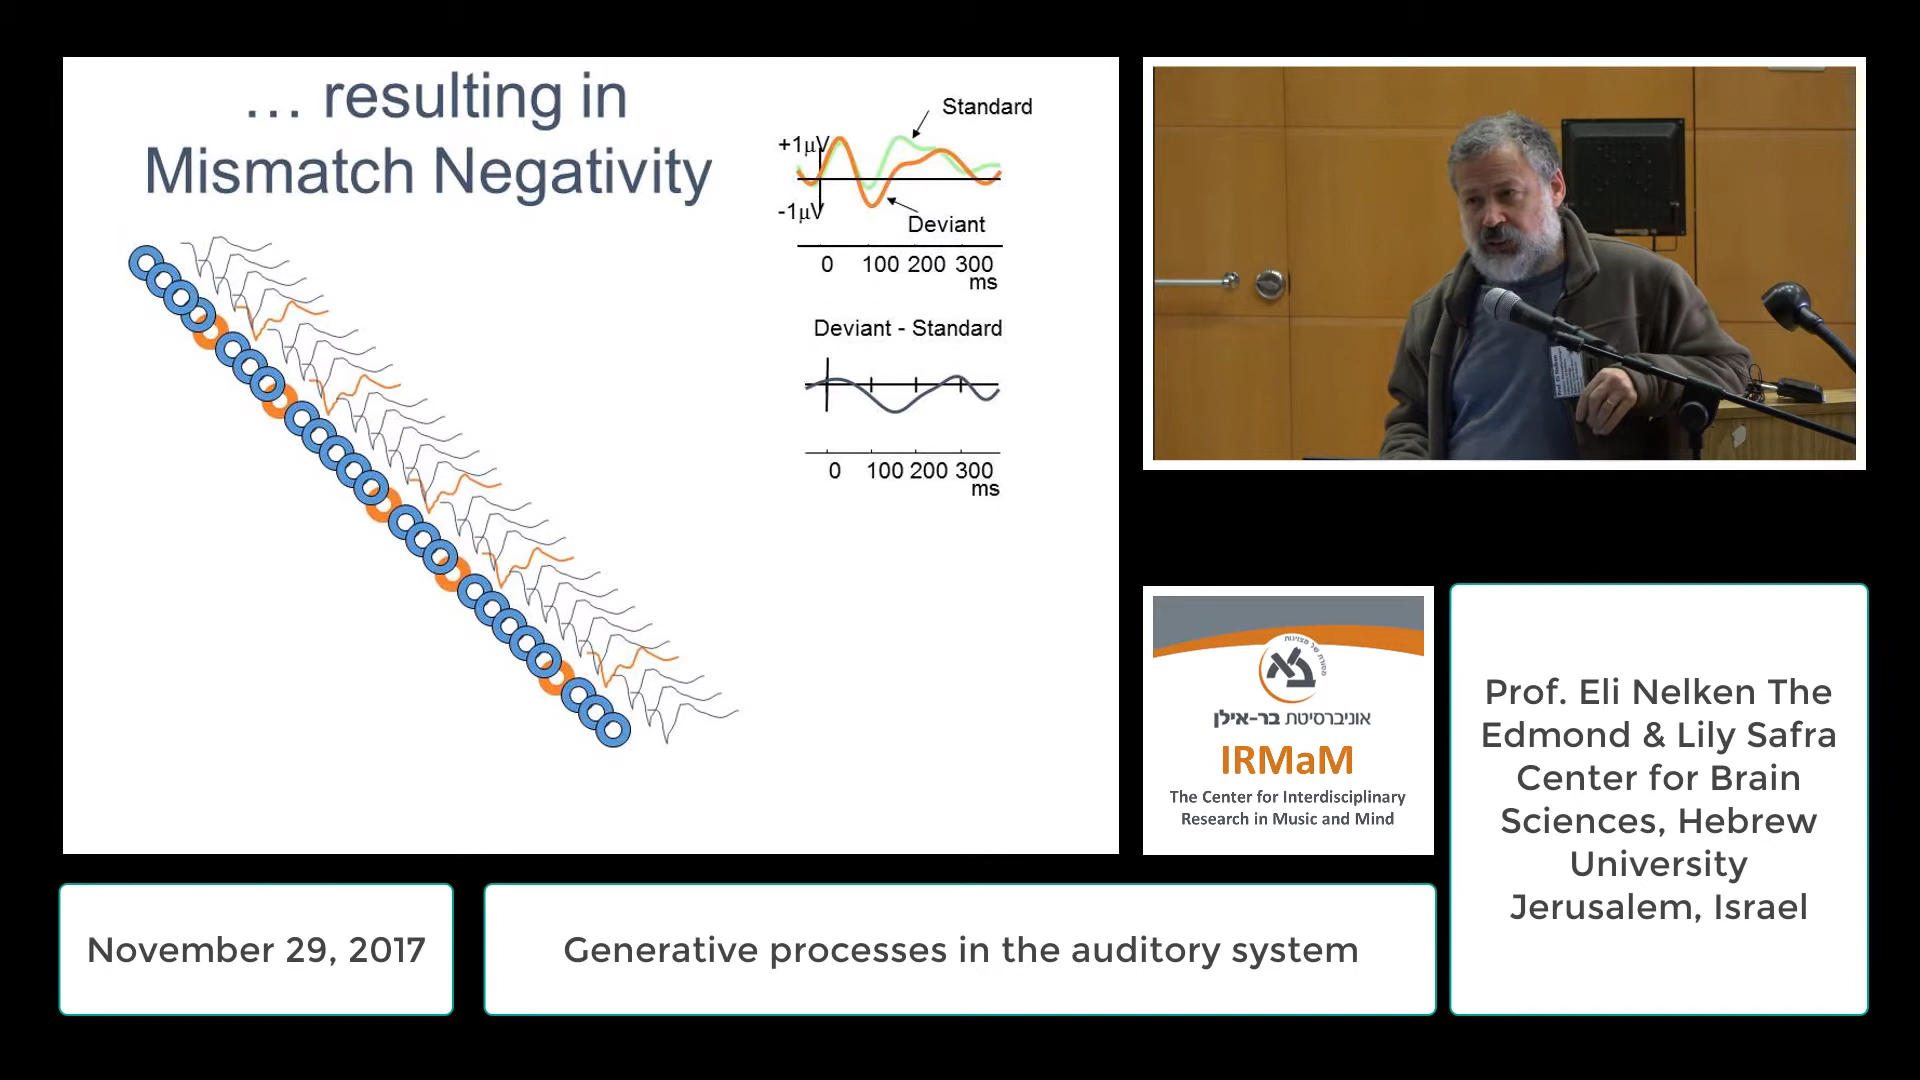 … resulting in
Mismatch Negativity
Standard
+1µV
-1µV
Deviant
0 100 200 300
ms
Deviant - Standard
0 100 200 300
ms
מסורת של מצוינות
אוניברסיטת בר-אילן
IRMaM
The Center for Interdisciplinary
Research in Music and Mind
Prof. Eli Nelken The
Edmond & Lily Safra
Center for Brain
Sciences, Hebrew
University
Jerusalem, Israel
November 29, 2017
Generative processes in the auditory system